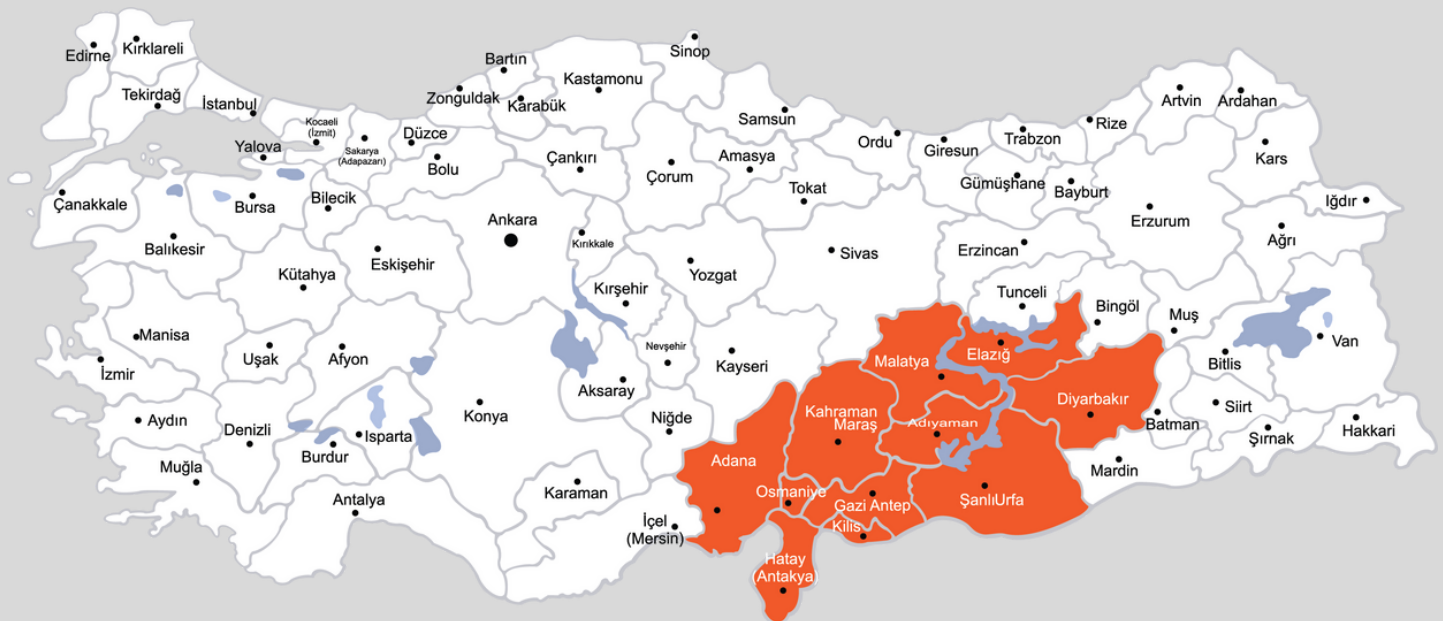 Edirne
Kırklareli
Tekirdağ
İstanbul
Kocaeli
(İzmit)
Yalova
Sakarya
(Adapazarı)
Düzce
Bolu
Zonguldak
Bartın
Karabük
Kastamonu
Sinop
Çankırı
Çorum
Samsun
Amasya
Tokat
Ordu
Giresun
Gümüşhane
Trabzon
Bayburt
Rize
Artvin
Ardahan
Kars
Iğdır
Ağrı
Erzurum
Erzincan
Sivas
Yozgat
Kırıkkale
Ankara
Eskişehir
Bilecik
Bursa
Çanakkale
Balıkesir
Kütahya
Manisa
İzmir
Uşak
Afyon
Aydın
Denizli
Muğla
Burdur
Isparta
Antalya
Konya
Karaman
Aksaray
Kırşehir
Nevşehir
Niğde
Kayseri
İçel
(Mersin)
Adana
Osmaniye
Hatay
(Antakya)
Kahraman
Maraş
Gazi Antep
Kilis
Malatya
Adıyaman
ŞanlıUrfa
Elazığ
Diyarbakır
Tunceli
Bingöl
Muş
Bitlis
Van
Batman
Siirt
Mardin
Şırnak
Hakkari